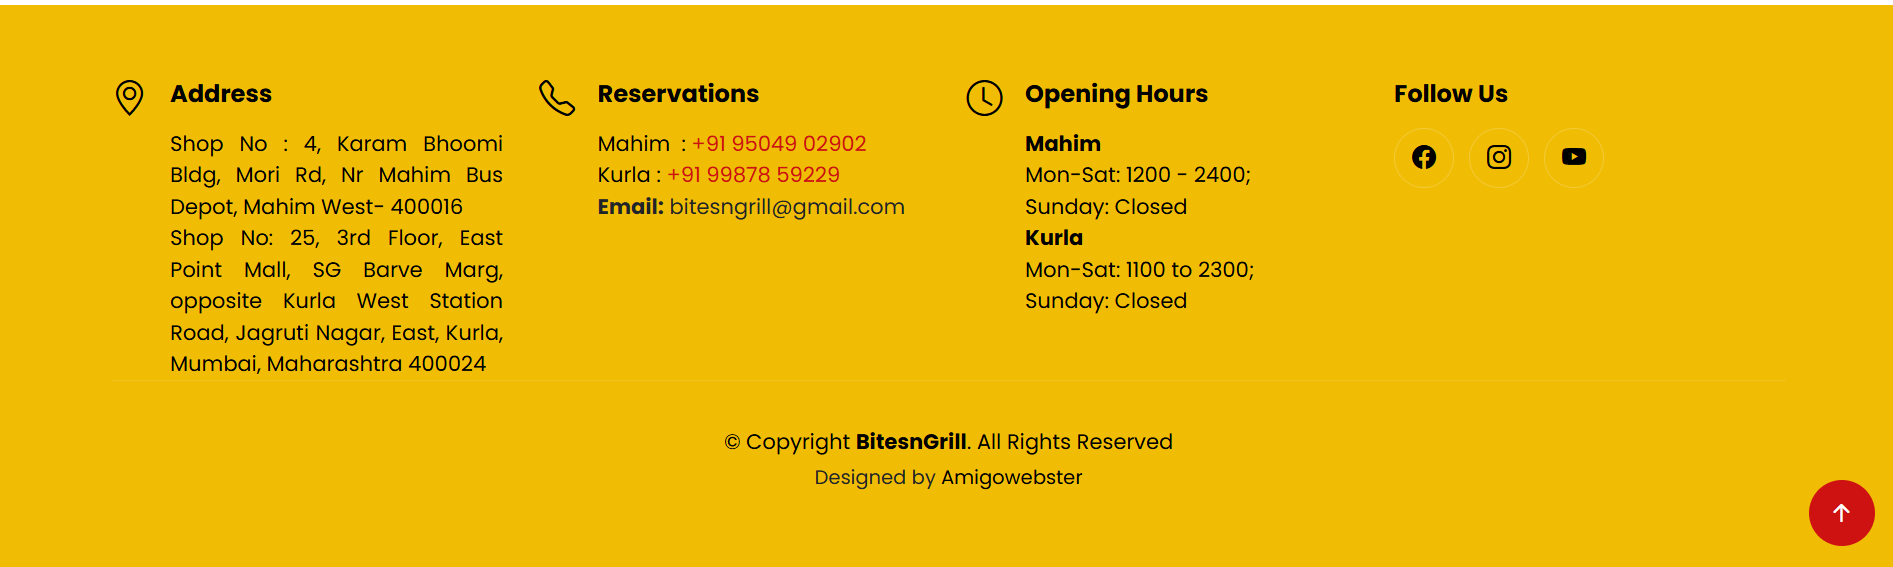 Address
Shop No : 4, Karam Bhoomi
Bldg, Mori Rd, Nr Mahim Bus
Depot, Mahim West- 400016
Shop No: 25, 3rd Floor, East
Point Mall, SG Barve Marg,
opposite Kurla West Station
Road, Jagruti Nagar, East, Kurla,
Mumbai, Maharashtra 400024
Reservations
Mahim : +91 95049 02902
Kurla : +91 99878 59229
Email: bitesngrill@gmail.com
Opening Hours
Mahim
Mon-Sat: 1200 - 2400;
Sunday: Closed
Kurla
Mon-Sat: 1100 to 2300;
Sunday: Closed
Follow Us
© Copyright BitesnGrill. All Rights Reserved
Designed by Amigowebster